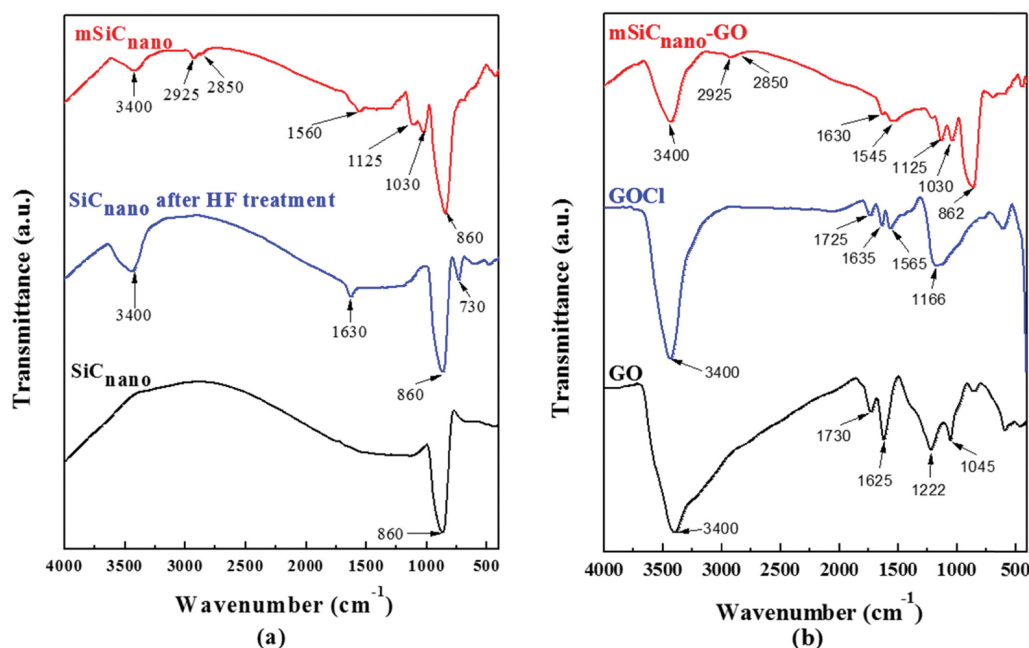 Transmittance (a.u.)
mSiCnano
3400
2925
2850
1560
1125
1030
860
SiCnano after HF treatment
3400
1630
860
730
SiCnano
860
4000 3500 3000 2500 2000 1500 1000 500
Wavenumber (cm⁻¹)
(a)
Transmittance (a.u.)
mSiCnano-GO
3400
2925
2850
1630
1545
1125
1030
862
GOCl
3400
1725
1635
1565
1166
GO
3400
1730
1625
1222
1045
4000 3500 3000 2500 2000 1500 1000 500
Wavenumber (cm⁻¹)
(b)